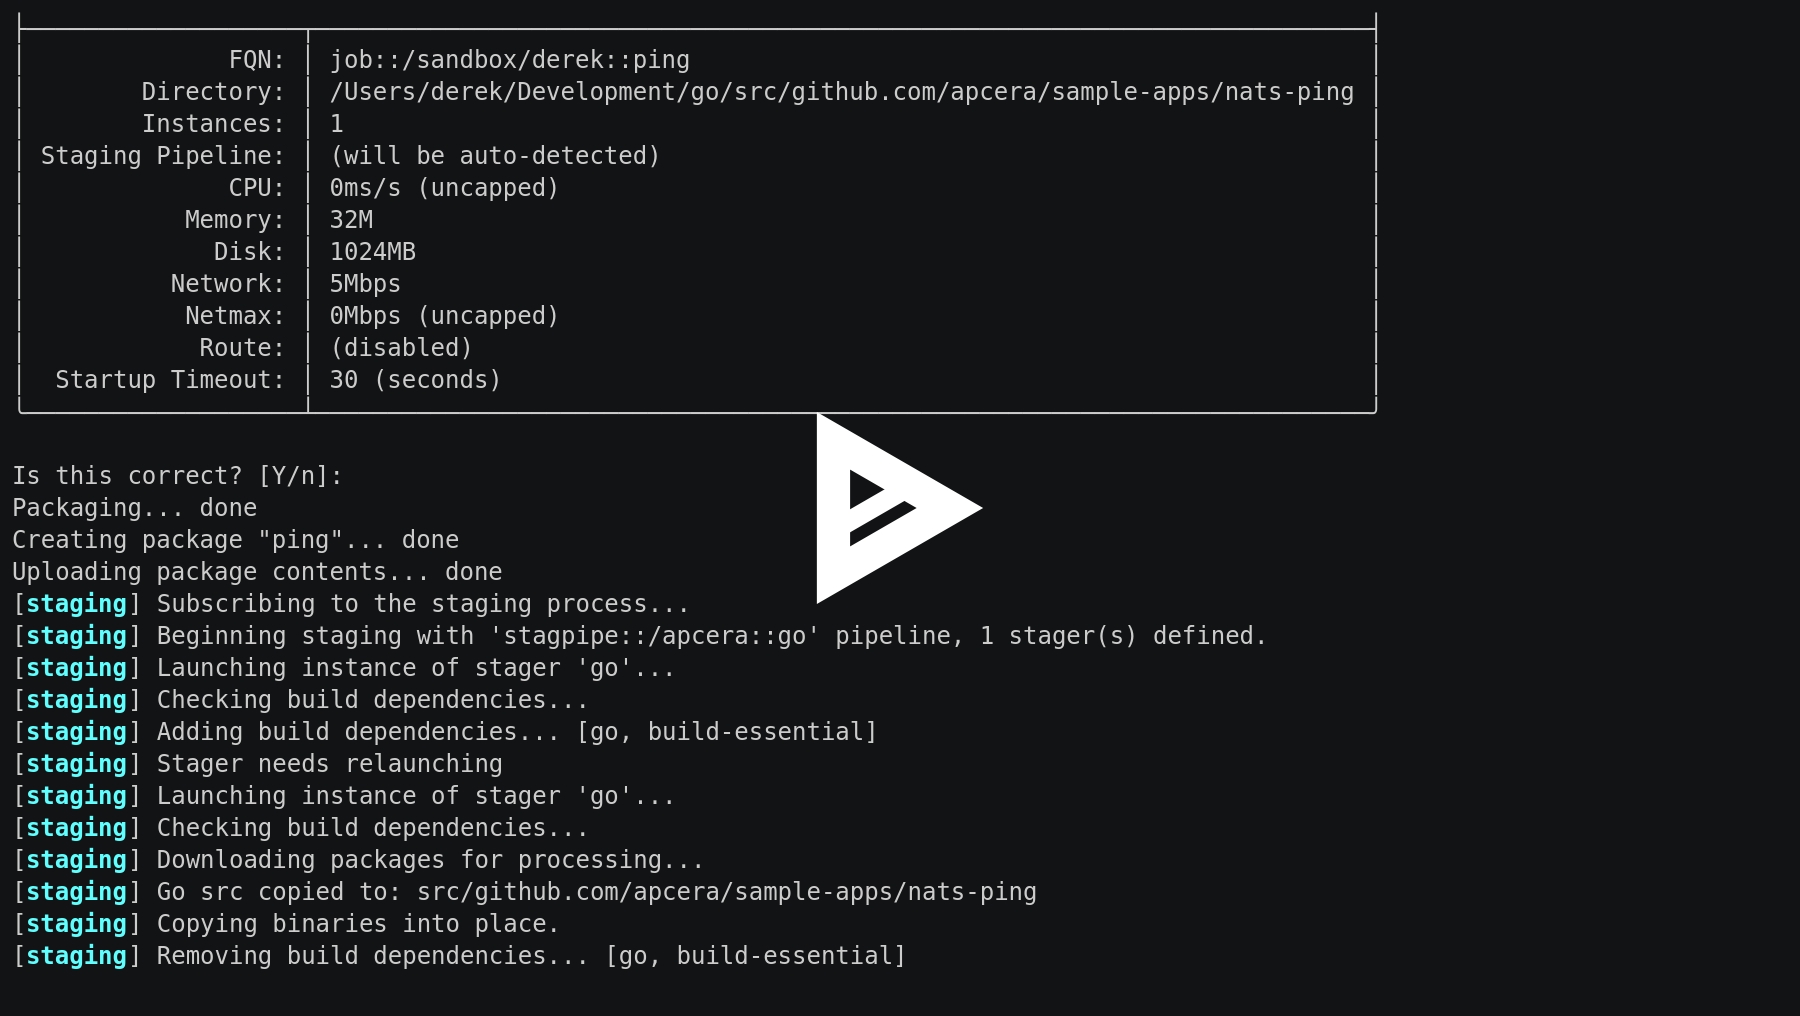 FQN: job::/sandbox/derek::ping
Directory: /Users/derek/Development/go/src/github.com/apcera/sample-apps/nats-ping
Instances: 1
Staging Pipeline: (will be auto-detected)
CPU: 0ms/s (uncapped)
Memory: 32M
Disk: 1024MB
Network: 5Mbps
Netmax: 0Mbps (uncapped)
Route: (disabled)
Startup Timeout: 30 (seconds)
Is this correct? [Y/n]:
Packaging... done
Creating package "ping"... done
Uploading package contents... done
[staging] Subscribing to the staging process...
[staging] Beginning staging with 'stagpipe::/apcera::go' pipeline, 1 stager(s) defined.
[staging] Launching instance of stager 'go'...
[staging] Checking build dependencies...
[staging] Adding build dependencies... [go, build-essential]
[staging] Stager needs relaunching
[staging] Launching instance of stager 'go'...
[staging] Checking build dependencies...
[staging] Downloading packages for processing...
[staging] Go src copied to: src/github.com/apcera/sample-apps/nats-ping
[staging] Copying binaries into place.
[staging] Removing build dependencies... [go, build-essential]